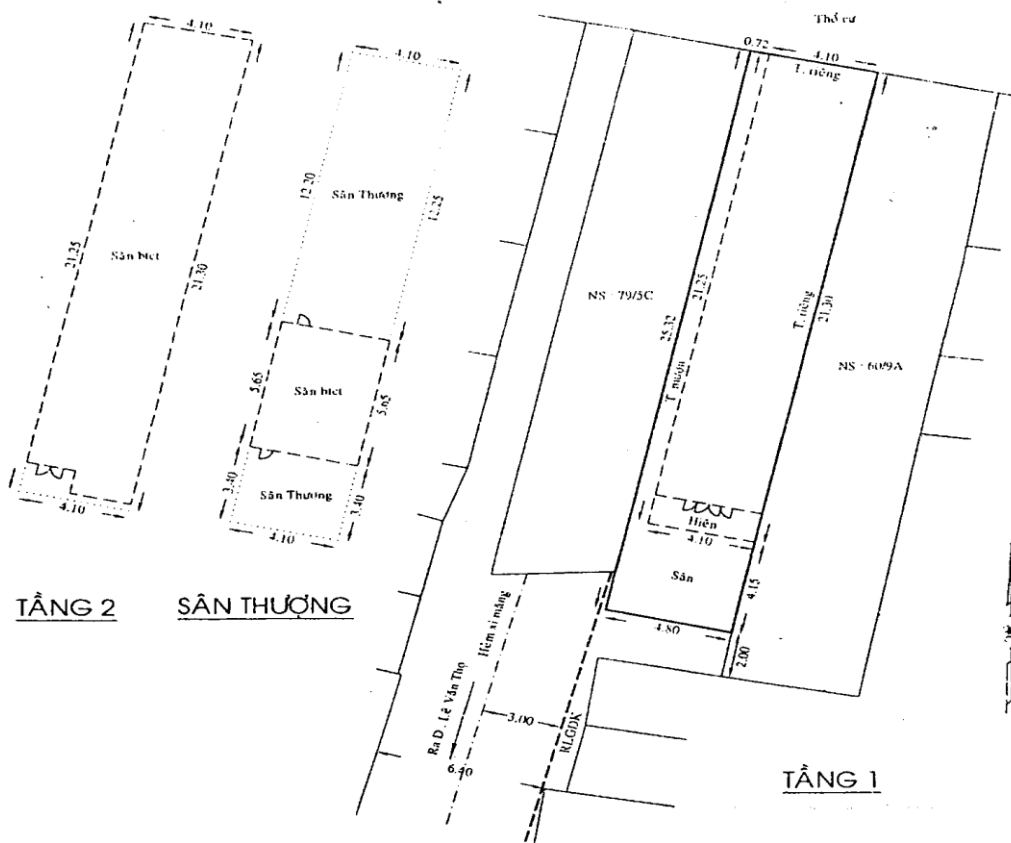 4.10
21.25
Sân btct
21.30
4.10
TẦNG 2
4.10
12.20
Sân Thượng
12.25
5.65
Sân btct
5.65
3.40
Sân Thượng
3.40
4.10
SÂN THƯỢNG
Thổ cư
0.72
4.10
T. riêng
NS - 79/5C
25.32
21.25
T. mượn
T. riêng
21.30
NS - 60/9A
Hiên
4.10
Sân
4.15
4.80
2.00
Hẻm xi măng
Ra Đ. Lê Văn Thọ
3.00
6.40
RLGĐK
TẦNG 1